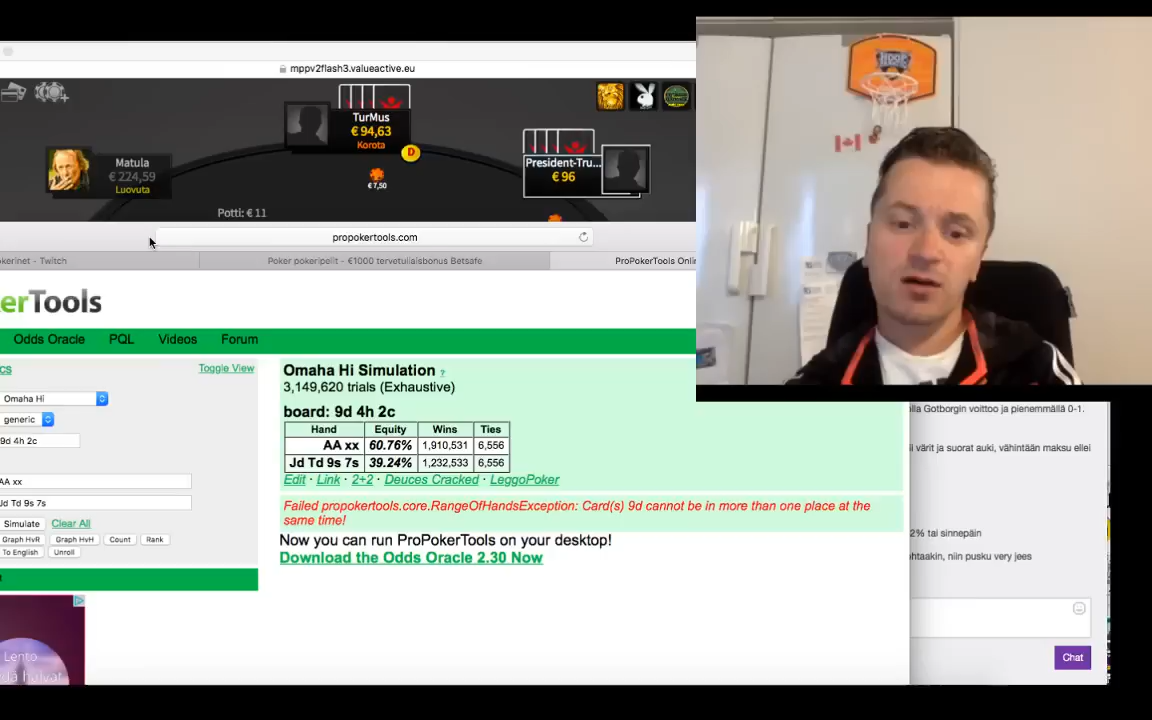 mppv2flash3.valueactive.eu
TurMus
€ 94,63
Korota
D
€ 7,50
Matula
€ 224,59
Luovuta
President-Tru...
€ 96
Potti: € 11
HOOP
propokertools.com
kerinet - Twitch
Poker pokeripelit - €1000 tervetuliaisbonus Betsafe
ProPokerTools Onlin
erTools
Odds Oracle PQL Videos Forum
cs
Toggle View
Omaha Hi
generic
9d 4h 2c
AA xx
Jd Td 9s 7s
Simulate Clear All
Graph HvR Graph HvH Count Rank
To English Unroll
Omaha Hi Simulation ?
3,149,620 trials (Exhaustive)
board: 9d 4h 2c
Hand Equity Wins Ties
AA xx 60.76% 1,910,531 6,556
Jd Td 9s 7s 39.24% 1,232,533 6,556
Edit · Link · 2+2 · Deuces Cracked · LeggoPoker
Failed propokertools.core.RangeOfHandsException: Card(s) 9d cannot be in more than one place at the
same time!
Now you can run ProPokerTools on your desktop!
Download the Odds Oracle 2.30 Now
Lento
illa Gotborgin voittoo ja pienemmällä 0-1.
i värit ja suorat auki, vähintään maksu ellei
2% tai sinnepäin
ahtaakin, niin pusku very jees
Chat